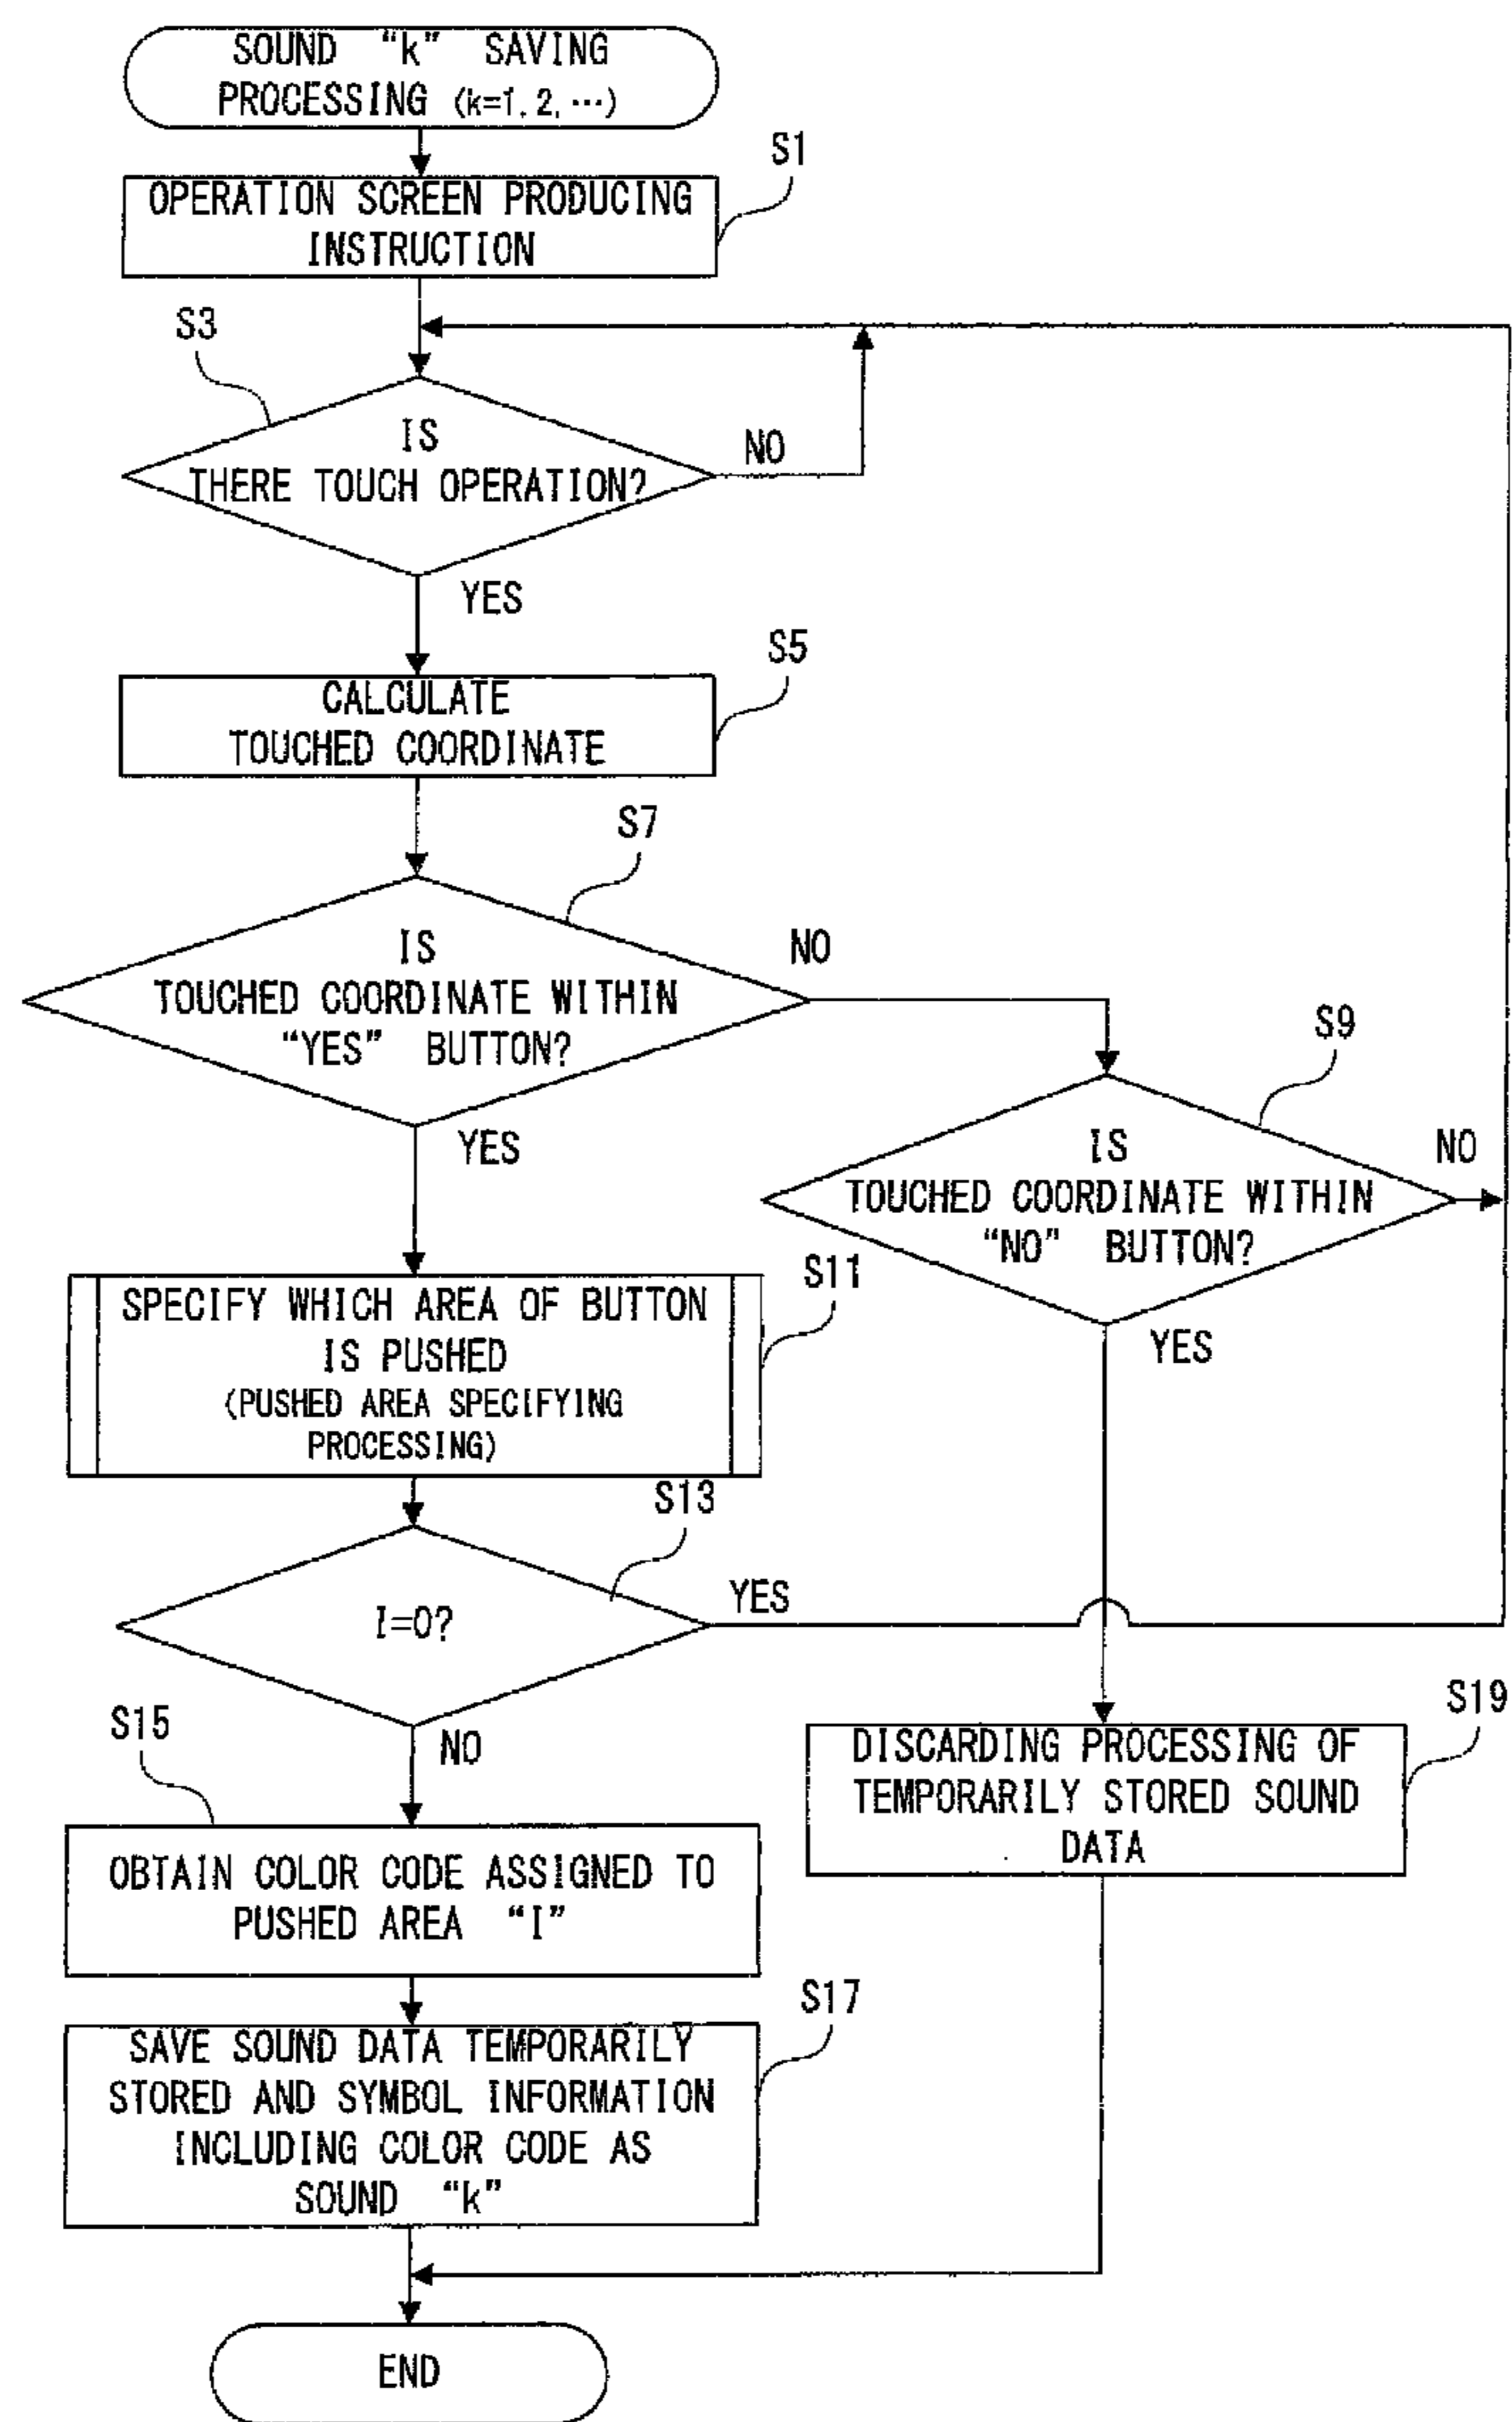 SOUND “k” SAVING
PROCESSING (k=1, 2, ···)
S1
OPERATION SCREEN PRODUCING
INSTRUCTION
S3
IS
THERE TOUCH OPERATION?
NO
YES
S5
CALCULATE
TOUCHED COORDINATE
S7
IS
TOUCHED COORDINATE WITHIN
“YES” BUTTON?
NO
YES
S9
IS
TOUCHED COORDINATE WITHIN
“NO” BUTTON?
NO
YES
S11
SPECIFY WHICH AREA OF BUTTON
IS PUSHED
(PUSHED AREA SPECIFYING
PROCESSING)
S13
I=0?
YES
NO
S15
OBTAIN COLOR CODE ASSIGNED TO
PUSHED AREA “I”
S19
DISCARDING PROCESSING OF
TEMPORARILY STORED SOUND
DATA
S17
SAVE SOUND DATA TEMPORARILY
STORED AND SYMBOL INFORMATION
INCLUDING COLOR CODE AS
SOUND “k”
END